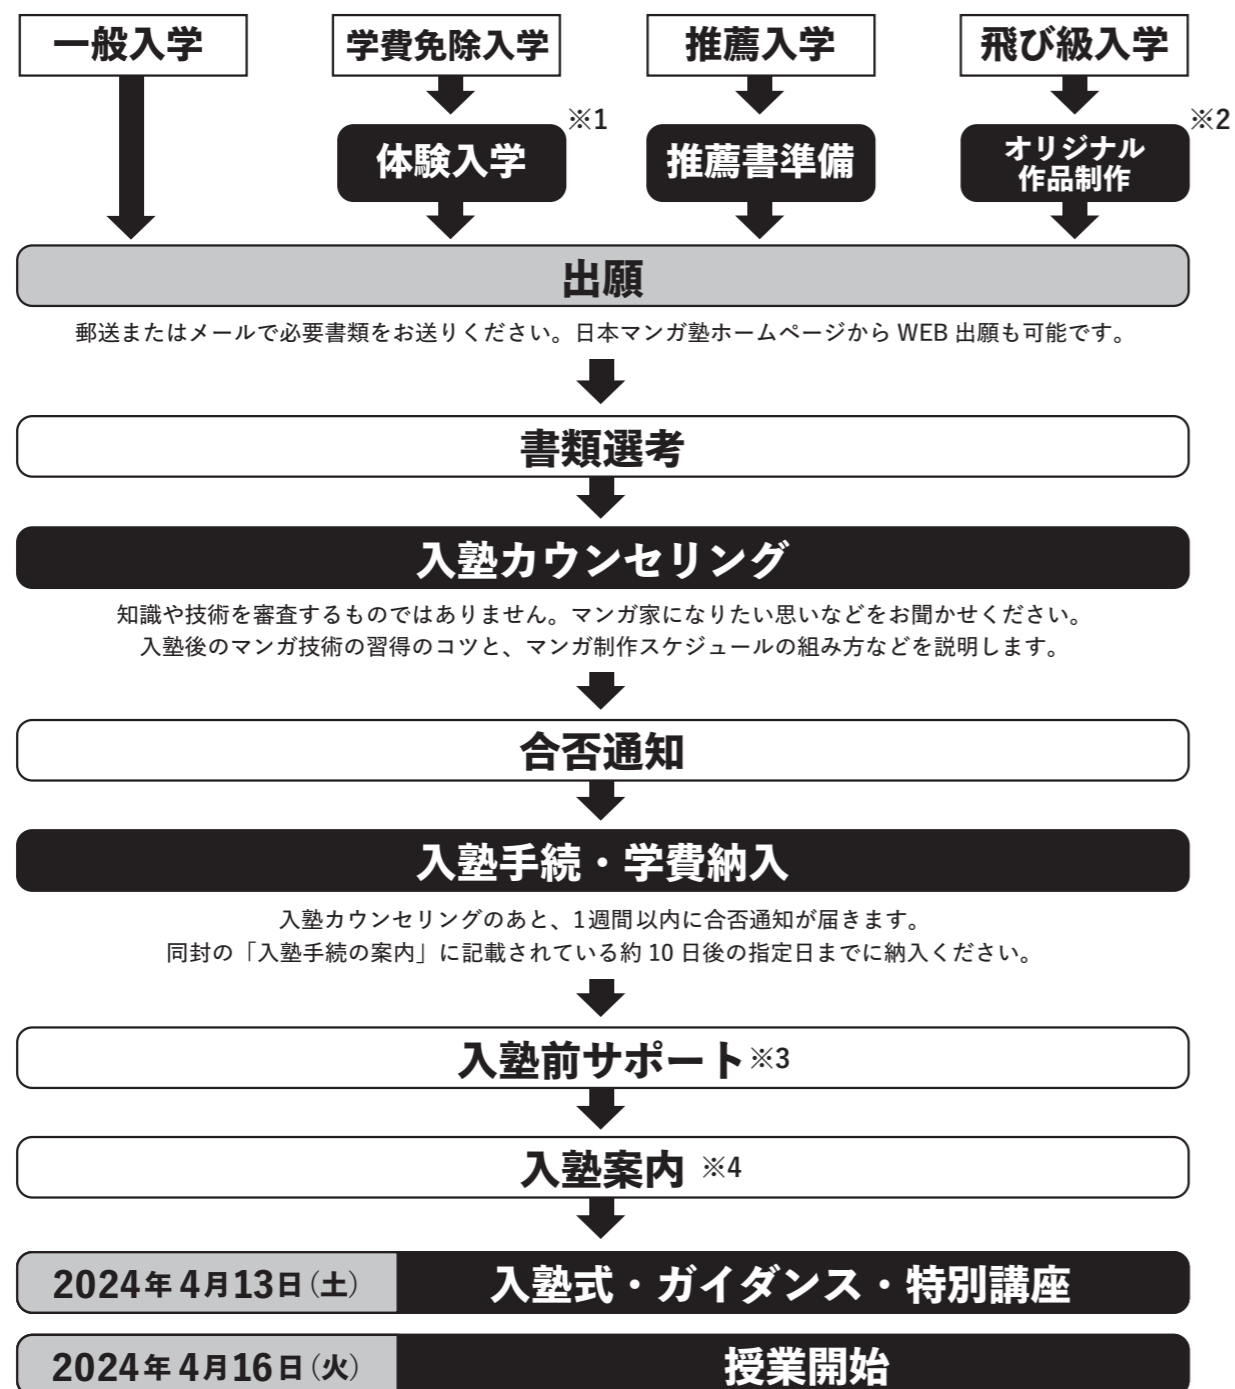 一般入学
学費免除入学
推薦入学
飛び級入学
※1
※2
体験入学
推薦書準備
オリジナル
作品制作
出願
郵送またはメールで必要書類をお送りください。日本マンガ塾ホームページから WEB 出願も可能です。
書類選考
入塾カウンセリング
知識や技術を審査するものではありません。マンガ家になりたい思いなどをお聞かせください。
入塾後のマンガ技術の習得のコツと、マンガ制作スケジュールの組み方などを説明します。
合否通知
入塾手続・学費納入
入塾カウンセリングのあと、1週間以内に合否通知が届きます。
同封の「入塾手続の案内」に記載されている約 10 日後の指定日までに納入ください。
入塾前サポート※3
入塾案内 ※4
2024年 4月13日（土） 入塾式・ガイダンス・特別講座
2024年 4月16日（火） 授業開始